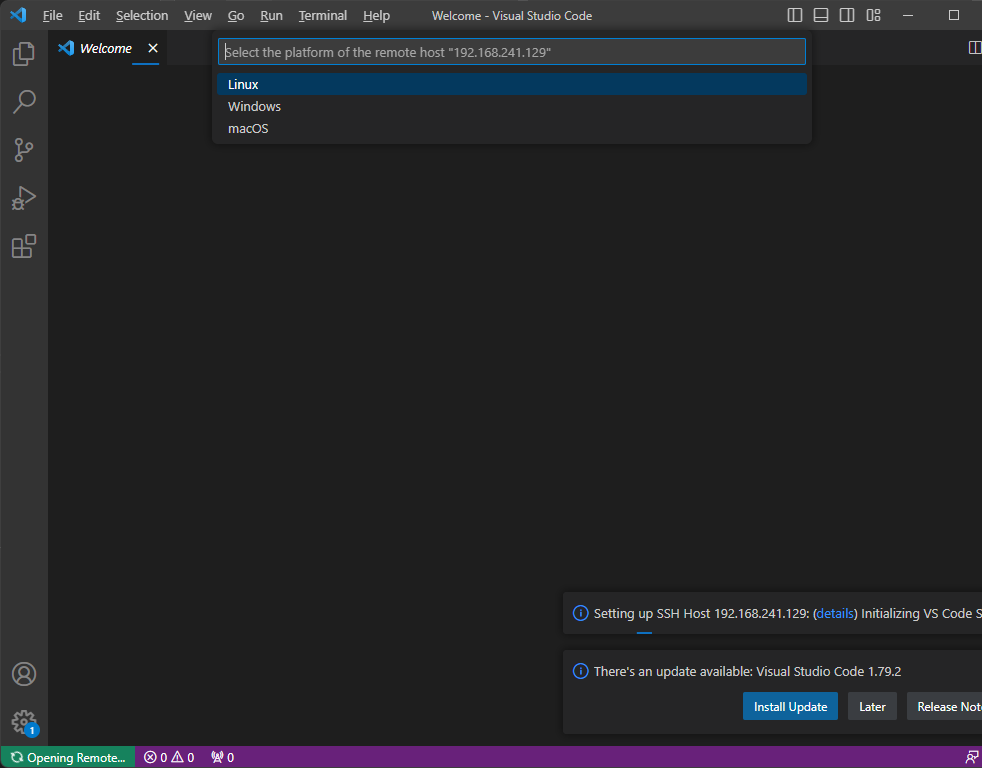 File Edit Selection View Go Run Terminal Help Welcome - Visual Studio Code
Welcome
Select the platform of the remote host "192.168.241.129"
Linux
Windows
macOS
Setting up SSH Host 192.168.241.129: (details) Initializing VS Code S
There's an update available: Visual Studio Code 1.79.2
Install Update Later Release Not
1
Opening Remote... 0 0 0